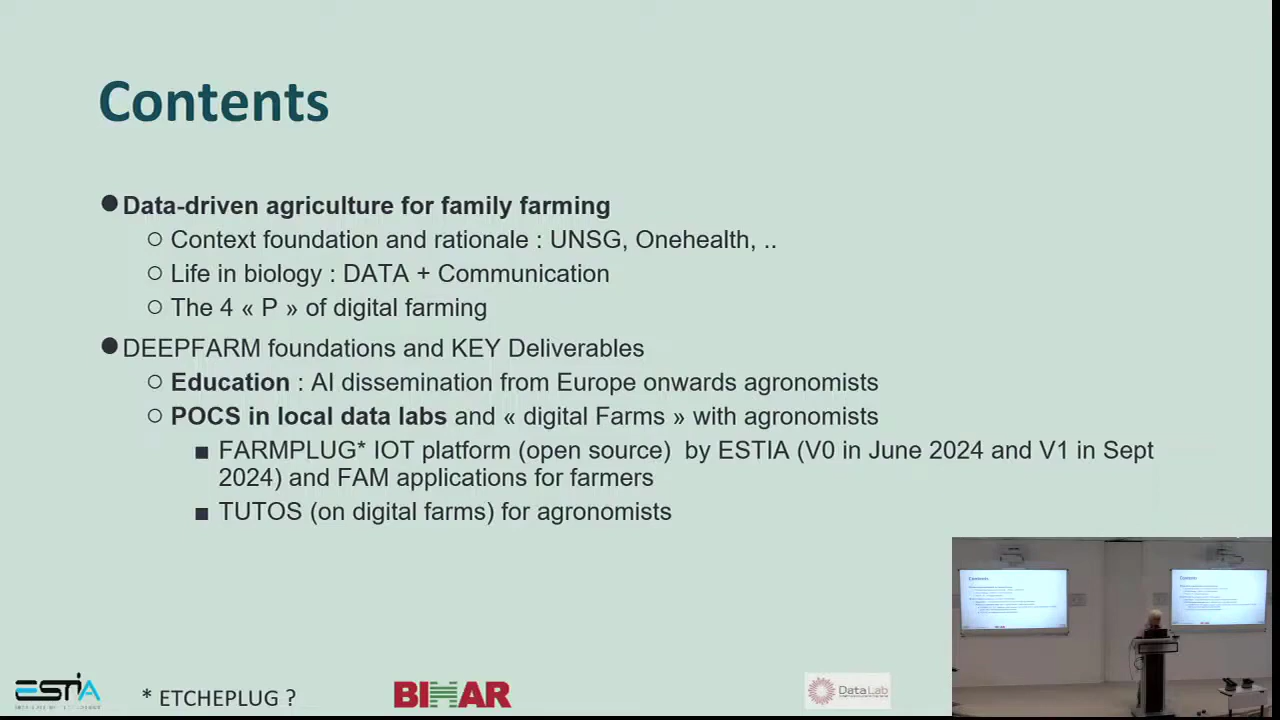 Contents
●Data-driven agriculture for family farming
○ Context foundation and rationale : UNSG, Onehealth, ..
○ Life in biology : DATA + Communication
○ The 4 « P » of digital farming
●DEEPFARM foundations and KEY Deliverables
○ Education : AI dissemination from Europe onwards agronomists
○ POCS in local data labs and « digital Farms » with agronomists
■ FARMPLUG* IOT platform (open source) by ESTIA (V0 in June 2024 and V1 in Sept
2024) and FAM applications for farmers
■ TUTOS (on digital farms) for agronomists
Contents
Contents
ESTIA
* ETCHEPLUG ?
BIHAR
DataLab